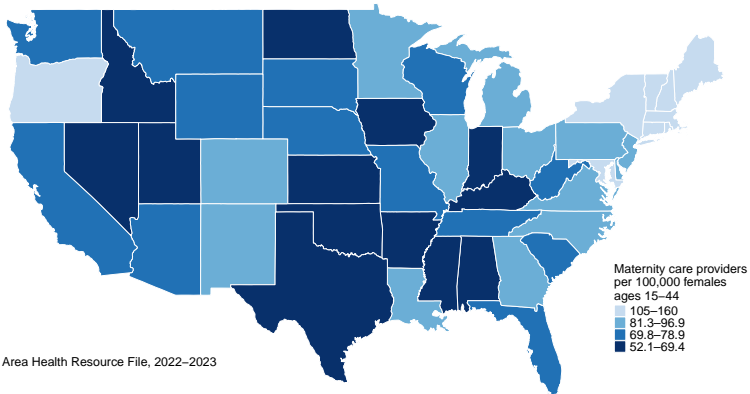 Maternity care providers
per 100,000 females
ages 15–44
105–160
81.3–96.9
69.8–78.9
52.1–69.4
Area Health Resource File, 2022–2023